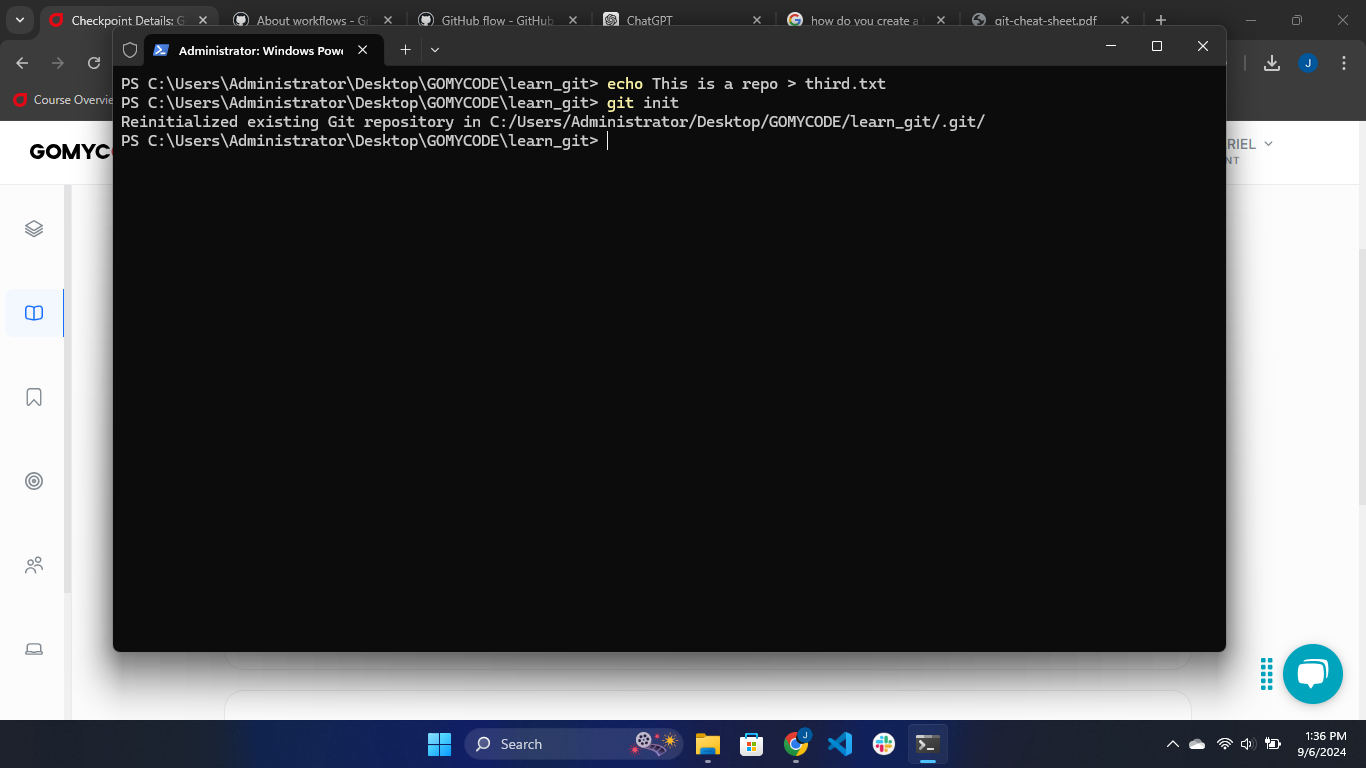 Checkpoint Details: G
About workflows - Gi
GitHub flow - GitHub
ChatGPT
how do you create a
git-cheat-sheet.pdf
Administrator: Windows Powe
J
Course Overvie
PS C:\Users\Administrator\Desktop\GOMYCODE\learn_git> echo This is a repo > third.txt
PS C:\Users\Administrator\Desktop\GOMYCODE\learn_git> git init
Reinitialized existing Git repository in C:/Users/Administrator/Desktop/GOMYCODE/learn_git/.git/
PS C:\Users\Administrator\Desktop\GOMYCODE\learn_git>
GOMYC
RIEL
NT
Search
J
1:36 PM
9/6/2024